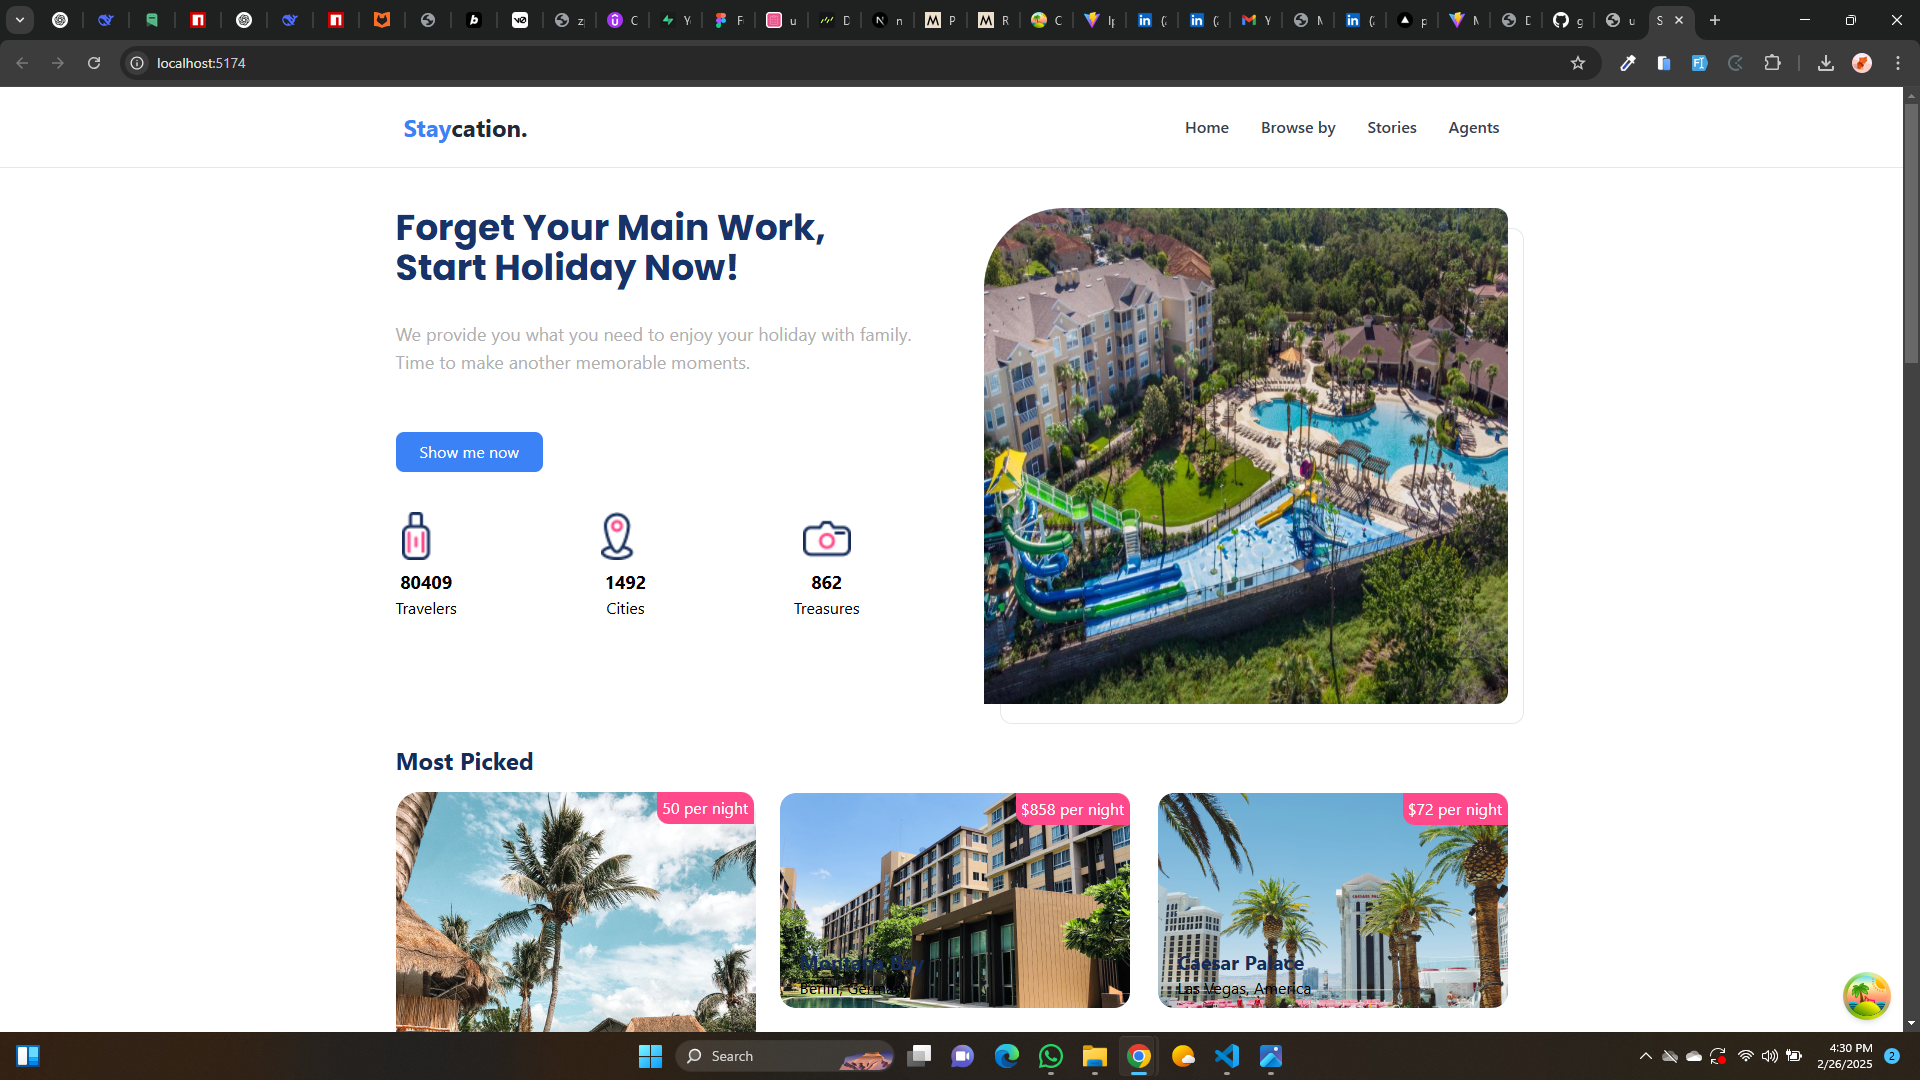 S
localhost:5174
Staycation.
Home
Browse by
Stories
Agents
Forget Your Main Work,
Start Holiday Now!
We provide you what you need to enjoy your holiday with family.
Time to make another memorable moments.
Show me now
80409
Travelers
1492
Cities
862
Treasures
Most Picked
50 per night
$858 per night
Montana Bay
Berlin, Germany
$72 per night
Caesar Palace
Las Vegas, America
Search
4:30 PM
2/26/2025
2